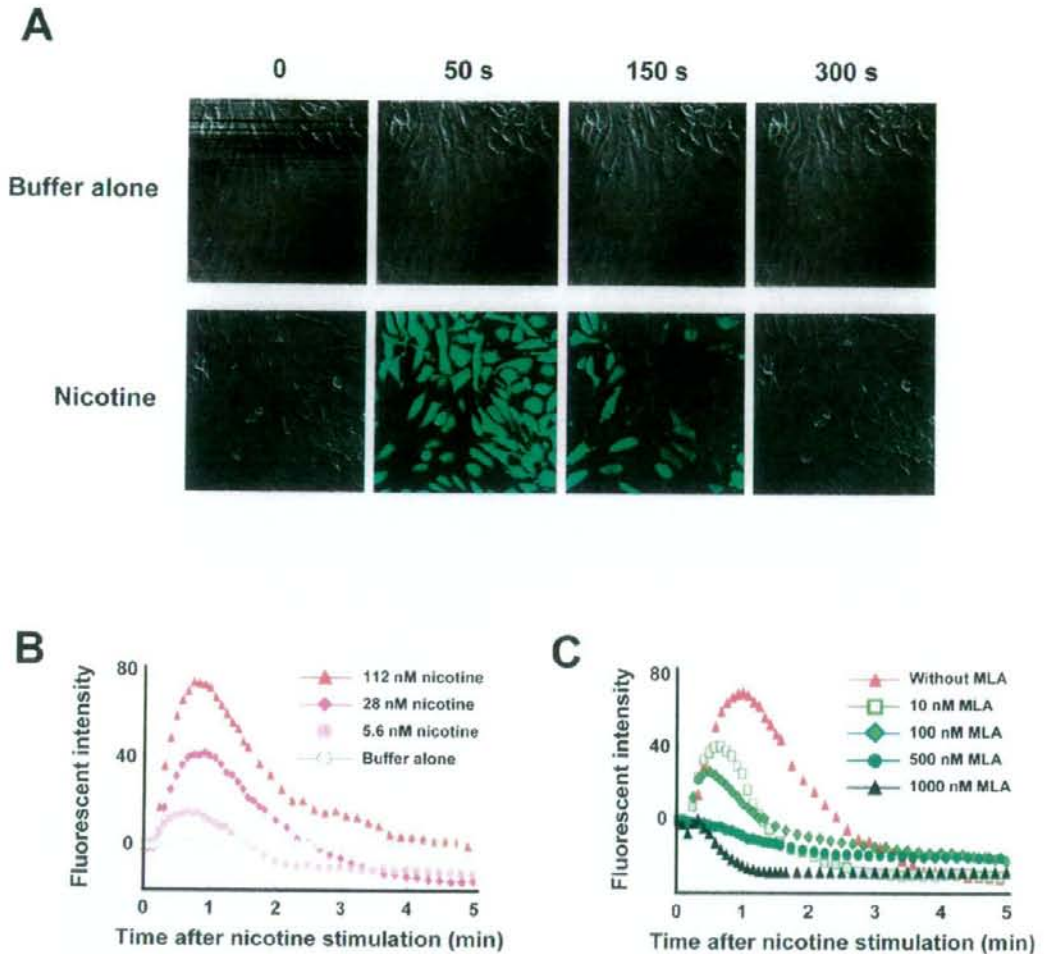 A
0 50 s 150 s 300 s
Buffer alone
Nicotine
B
Fluorescent intensity
80
40
0
112 nM nicotine
28 nM nicotine
5.6 nM nicotine
Buffer alone
0 1 2 3 4 5
Time after nicotine stimulation (min)
C
Fluorescent intensity
80
40
0
Without MLA
10 nM MLA
100 nM MLA
500 nM MLA
1000 nM MLA
0 1 2 3 4 5
Time after nicotine stimulation (min)